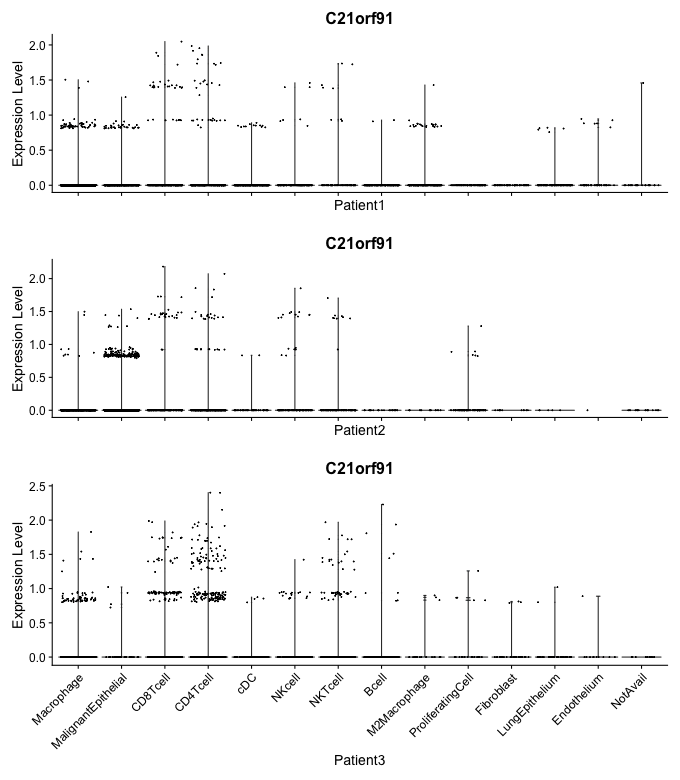 C21orf91
Expression Level
2.0
1.5
1.0
0.5
0.0
Patient1
C21orf91
Expression Level
2.0
1.5
1.0
0.5
0.0
Patient2
C21orf91
Expression Level
2.5
2.0
1.5
1.0
0.5
0.0
Macrophage
MalignantEpithelial
CD8Tcell
CD4Tcell
cDC
NKcell
NKTcell
Bcell
M2Macrophage
ProliferatingCell
Fibroblast
LungEpithelium
Endothelium
NotAvail
Patient3